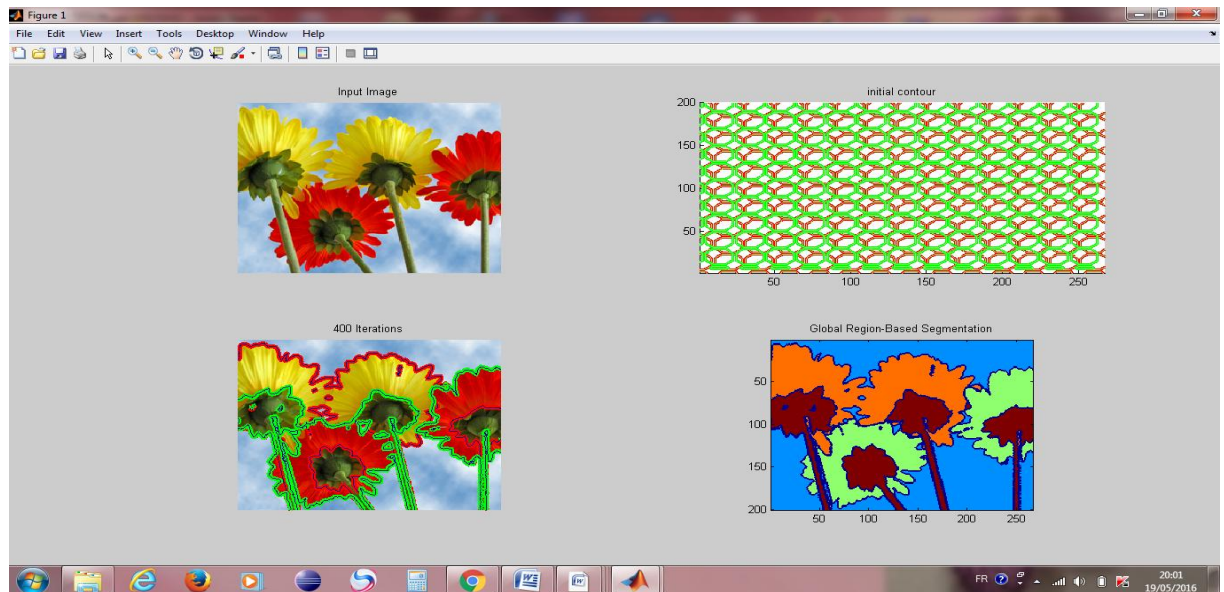 Figure 1
File Edit View Insert Tools Desktop Window Help
Input Image
initial contour
200
150
100
50
50 100 150 200 250
400 Iterations
Global Region-Based Segmentation
50
100
150
200
50 100 150 200 250
FR
20:01
19/05/2016